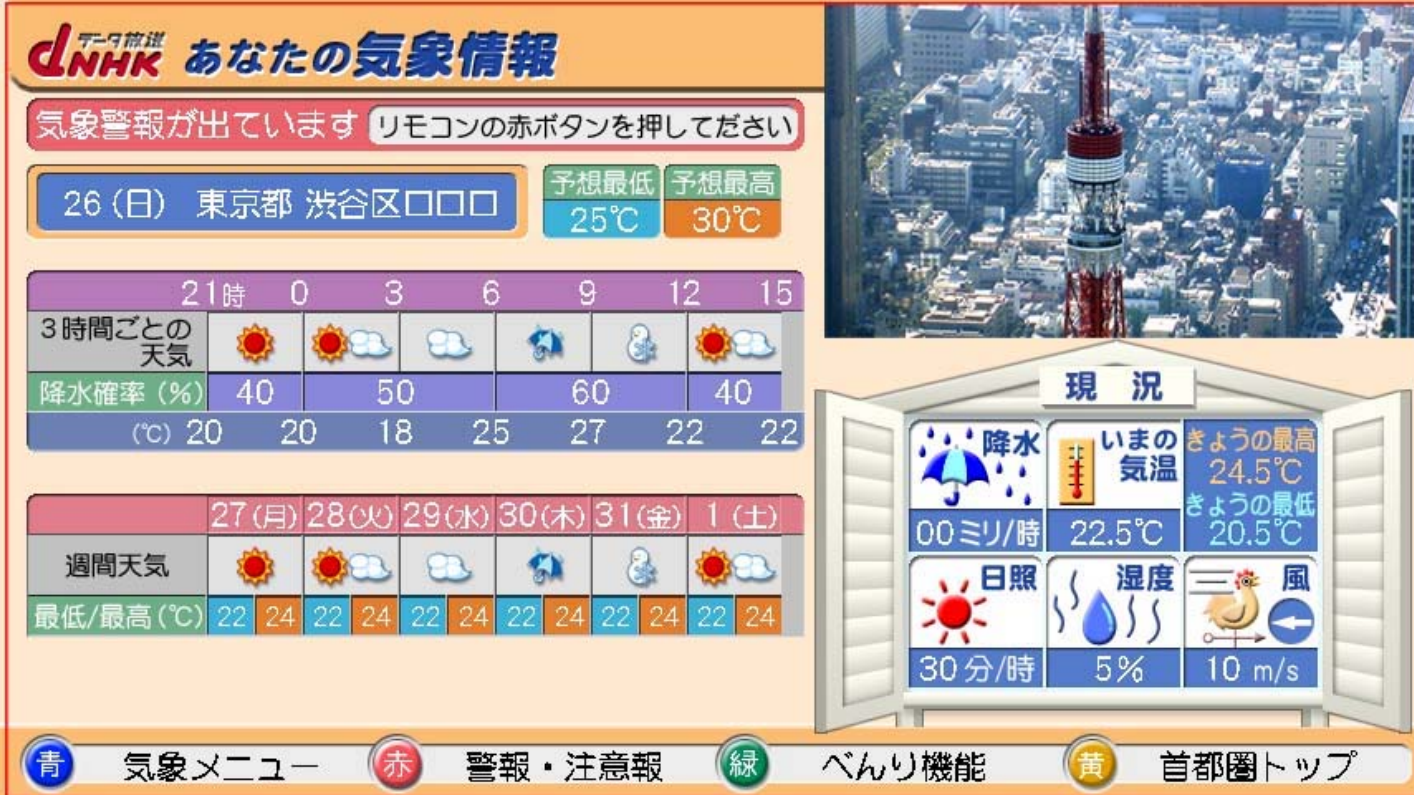 データ放送
dNHK あなたの気象情報
気象警報が出ています リモコンの赤ボタンを押してださい
26(日) 東京都 渋谷区□□□
予想最低 予想最高
25℃ 30℃
21時 0 3 6 9 12 15
3時間ごとの
天気
降水確率(%) 40 50 60 40
(℃) 20 20 18 25 27 22 22
27(月) 28(火) 29(水) 30(木) 31(金) 1(土)
週間天気
最低/最高(℃) 22 24 22 24 22 24 22 24 22 24 22 24
現況
降水
00ミリ/時
いまの
気温
22.5℃
きょうの最高
24.5℃
きょうの最低
20.5℃
日照
30分/時
湿度
5%
風
10 m/s
青 気象メニュー 赤 警報・注意報 緑 べんり機能 黄 首都圏トップ